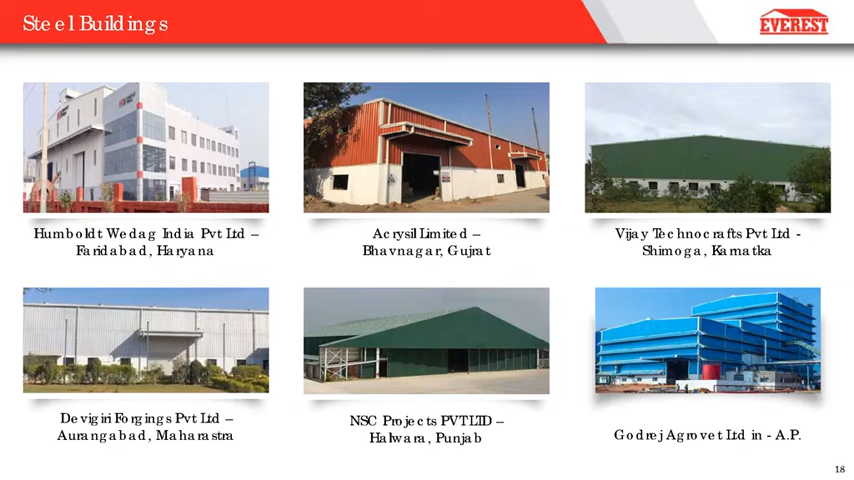 Steel Buildings
EVEREST
Humboldt Wedag India Pvt Ltd –
Faridabad, Haryana
Acrysil Limited –
Bhavnagar, Gujrat
Vijay Technocrafts Pvt Ltd -
Shimoga, Karnatka
Devigiri Forgings Pvt Ltd –
Aurangabad, Maharastra
NSC Projects PVT LTD –
Halwara, Punjab
Godrej Agrovet Ltd in - A.P.
18